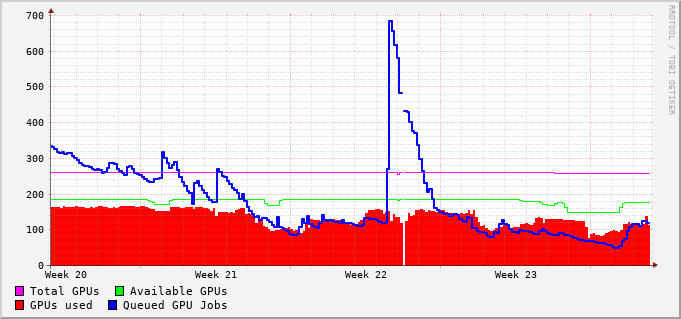 700
600
500
400
300
200
100
0
Week 20 Week 21 Week 22 Week 23
Total GPUs Available GPUs
GPUs used Queued GPU Jobs
RRDTOOL / TOBI OETIKER